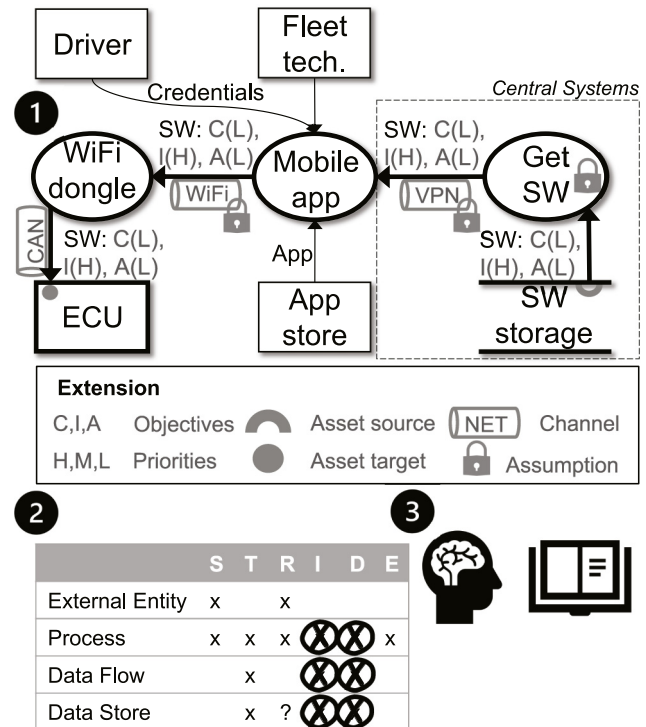 Driver
Fleet
tech.
Credentials
Central Systems
1
WiFi
dongle
SW: C(L),
I(H), A(L)
WiFi
Mobile
app
SW: C(L),
I(H), A(L)
VPN
Get
SW
CAN
SW: C(L),
I(H), A(L)
ECU
App
App
store
SW: C(L),
I(H), A(L)
SW
storage
Extension
C,I,A Objectives Asset source NET Channel
H,M,L Priorities Asset target Assumption
2
3
S T R I D E
External Entity x x
Process x x x X X x
Data Flow x X X
Data Store x ? X X